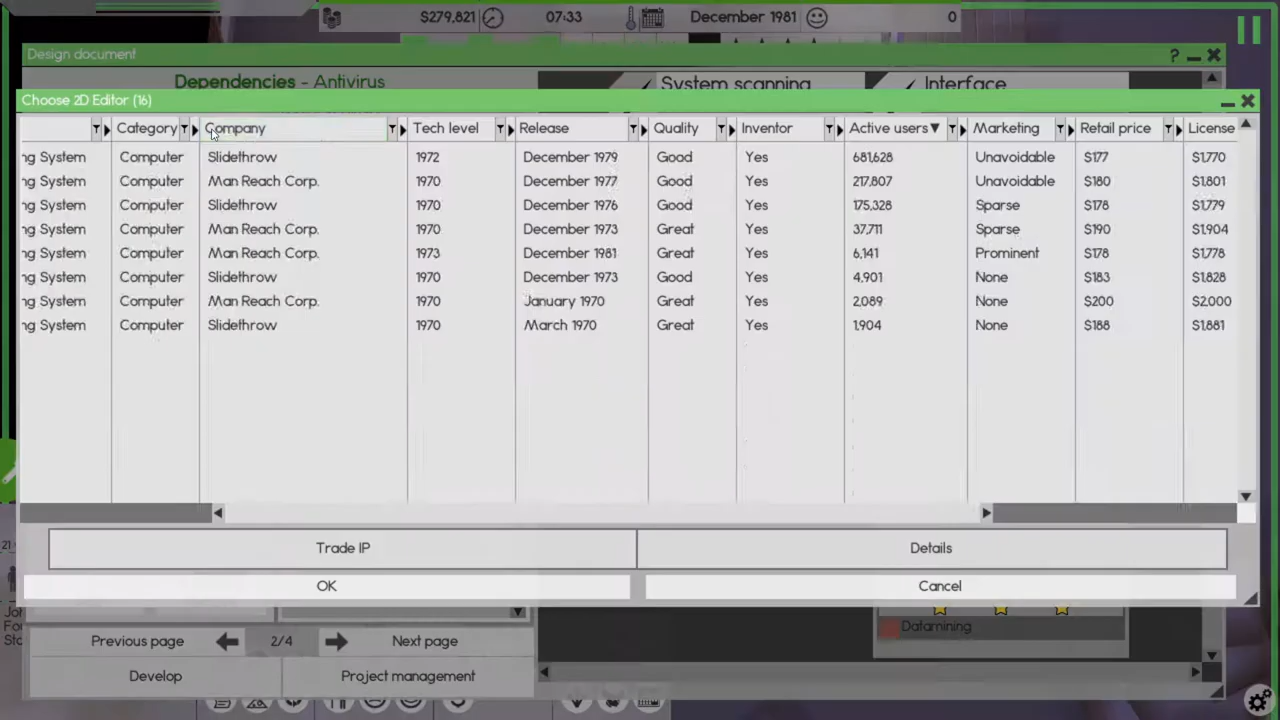 $279,821 07:33 December 1981 0
Design document ?
Dependencies - Antivirus System scanning Interface
Choose 2D Editor (16)
Category Company Tech level Release Quality Inventor Active users▼ Marketing Retail price License
ng System Computer Slidethrow 1972 December 1979 Good Yes 681,628 Unavoidable $177 $1,770
ng System Computer Man Reach Corp. 1970 December 1977 Good Yes 217,807 Unavoidable $180 $1,801
ng System Computer Slidethrow 1970 December 1976 Good Yes 175,328 Sparse $178 $1,779
ng System Computer Man Reach Corp. 1970 December 1973 Great Yes 37,711 Sparse $190 $1,904
ng System Computer Man Reach Corp. 1973 December 1981 Great Yes 6,141 Prominent $178 $1,778
ng System Computer Slidethrow 1970 December 1973 Good Yes 4,901 None $183 $1,828
ng System Computer Man Reach Corp. 1970 January 1970 Great Yes 2,089 None $200 $2,000
ng System Computer Slidethrow 1970 March 1970 Great Yes 1,904 None $188 $1,881
Trade IP Details
OK Cancel
Datamining
Previous page 2/4 Next page
Develop Project management